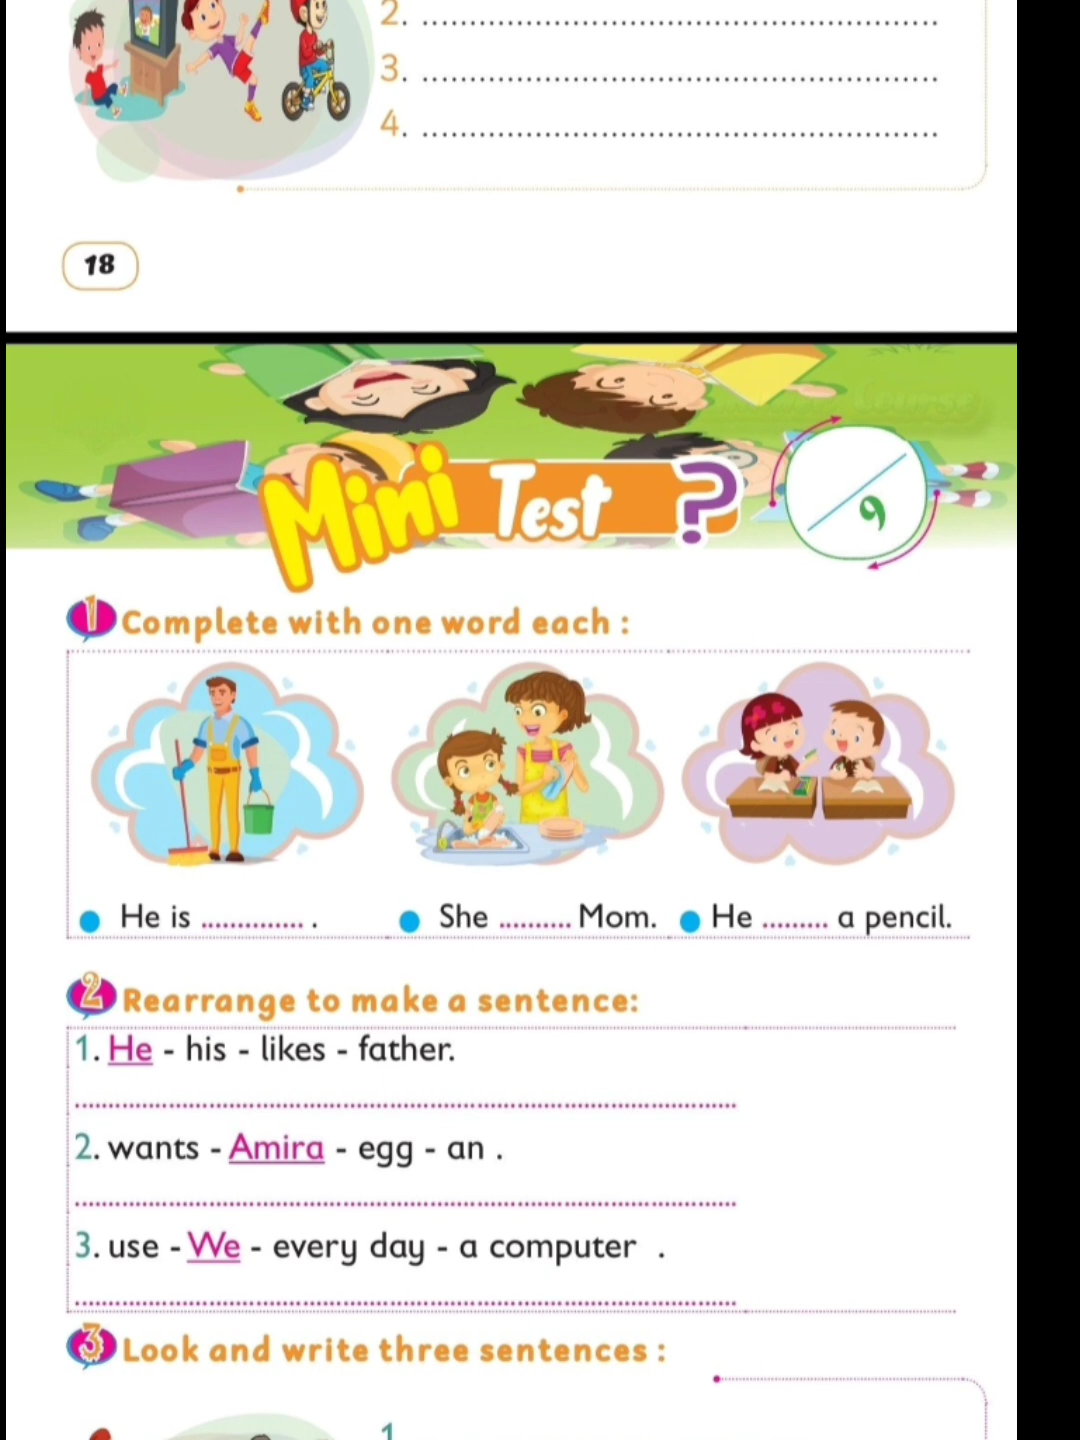 2. ........................................................
3. ........................................................
4. ........................................................
18
Mini Test ?
9
1 Complete with one word each :
He is .............. .
She .......... Mom.
He ......... a pencil.
2 Rearrange to make a sentence:
1. He - his - likes - father.
2. wants - Amira - egg - an .
3. use - We - every day - a computer .
3 Look and write three sentences :
1